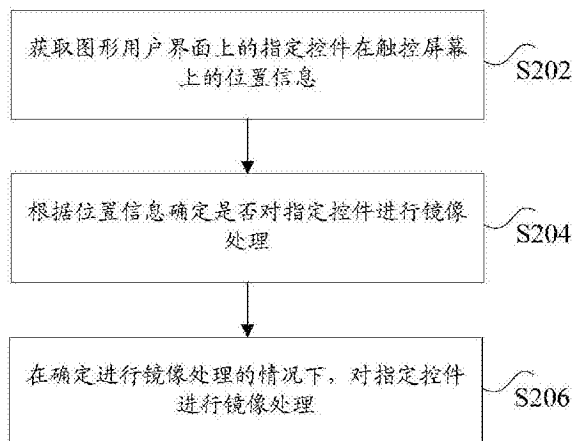 获取图形用户界面上的指定控件在触控屏幕
上的位置信息
S202
根据位置信息确定是否对指定控件进行镜像
处理
S204
在确定进行镜像处理的情况下，对指定控件
进行镜像处理
S206